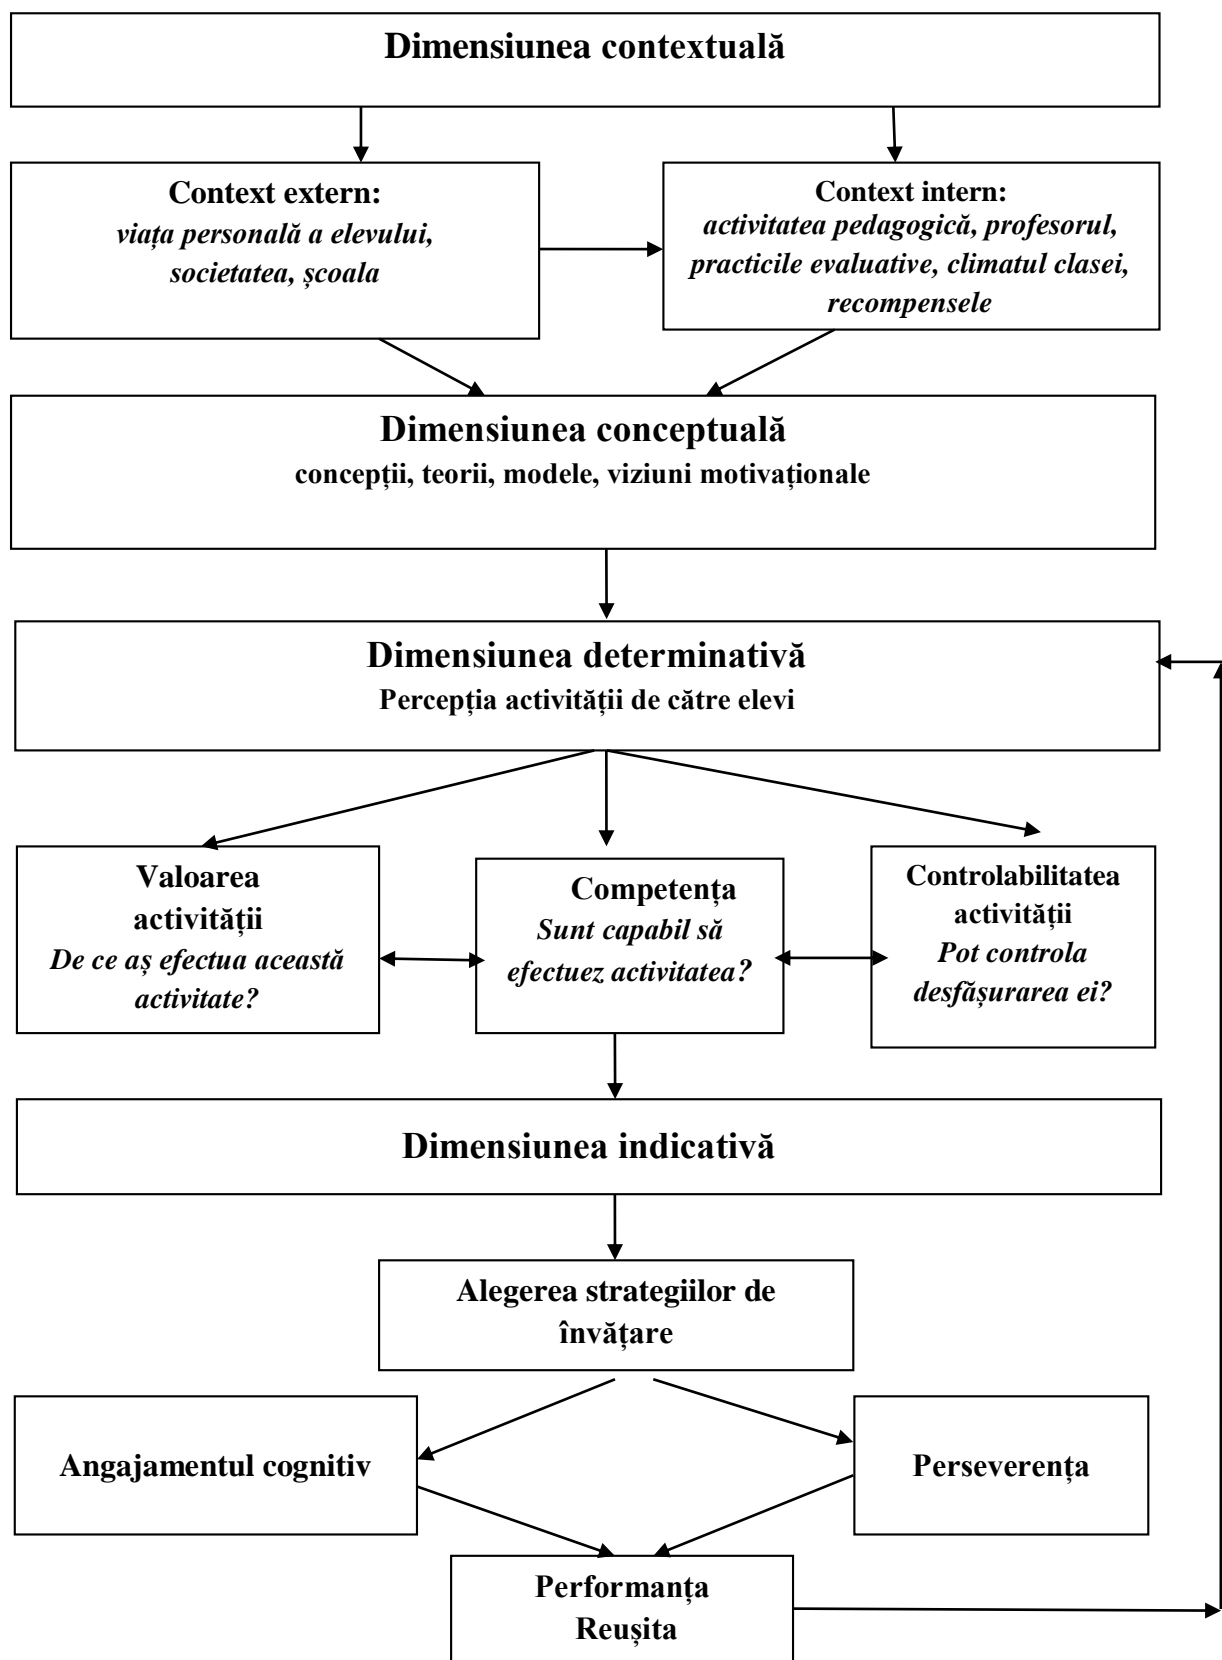 Dimensiunea contextuală
Context extern:
viața personală a elevului,
societatea, școala
Context intern:
activitatea pedagogică, profesorul,
practicile evaluative, climatul clasei,
recompensele
Dimensiunea conceptuală
concepții, teorii, modele, viziuni motivaționale
Dimensiunea determinativă
Percepția activității de către elevi
Valoarea
activității
De ce aș efectua această
activitate?
Competența
Sunt capabil să
efectuez activitatea?
Controlabilitatea
activității
Pot controla
desfășurarea ei?
Dimensiunea indicativă
Alegerea strategiilor de
învățare
Angajamentul cognitiv
Perseverența
Performanța
Reușita